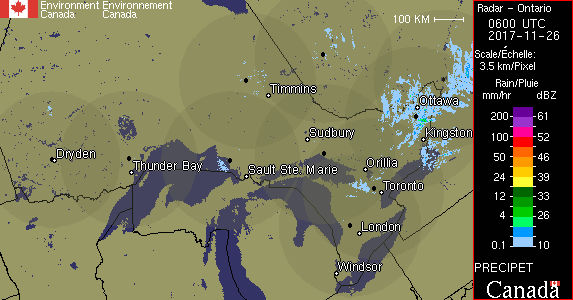 Environment Environnement
Canada Canada
100 KM
Timmins
Ottawa
Sudbury
Kingston
Dryden
Thunder Bay
Sault Ste. Marie
Orillia
Toronto
London
Windsor
Radar - Ontario
0600 UTC
2017-11-26
Scale/Échelle:
3.5 km/Pixel
Rain/Pluie
mm/hr dBZ
200 61
100 52
50 46
24 39
12 33
4 26
0.1 10
PRECIPET
Canada